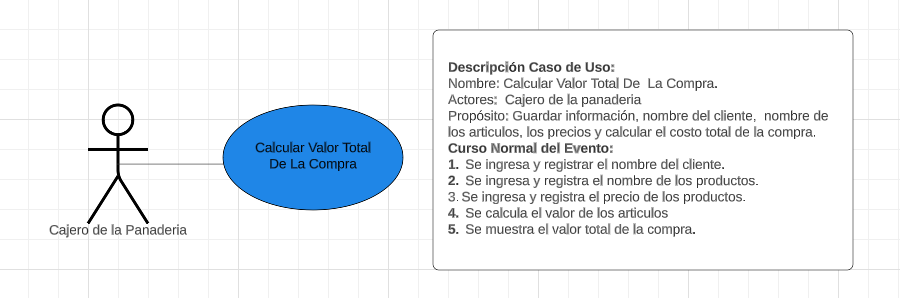 Calcular Valor Total
De La Compra
Cajero de la Panaderia
Descripción Caso de Uso:
Nombre: Calcular Valor Total De La Compra.
Actores: Cajero de la panaderia
Propósito: Guardar información, nombre del cliente, nombre de
los articulos, los precios y calcular el costo total de la compra.
Curso Normal del Evento:
1. Se ingresa y registrar el nombre del cliente.
2. Se ingresa y registra el nombre de los productos.
3. Se ingresa y registra el precio de los productos.
4. Se calcula el valor de los articulos
5. Se muestra el valor total de la compra.